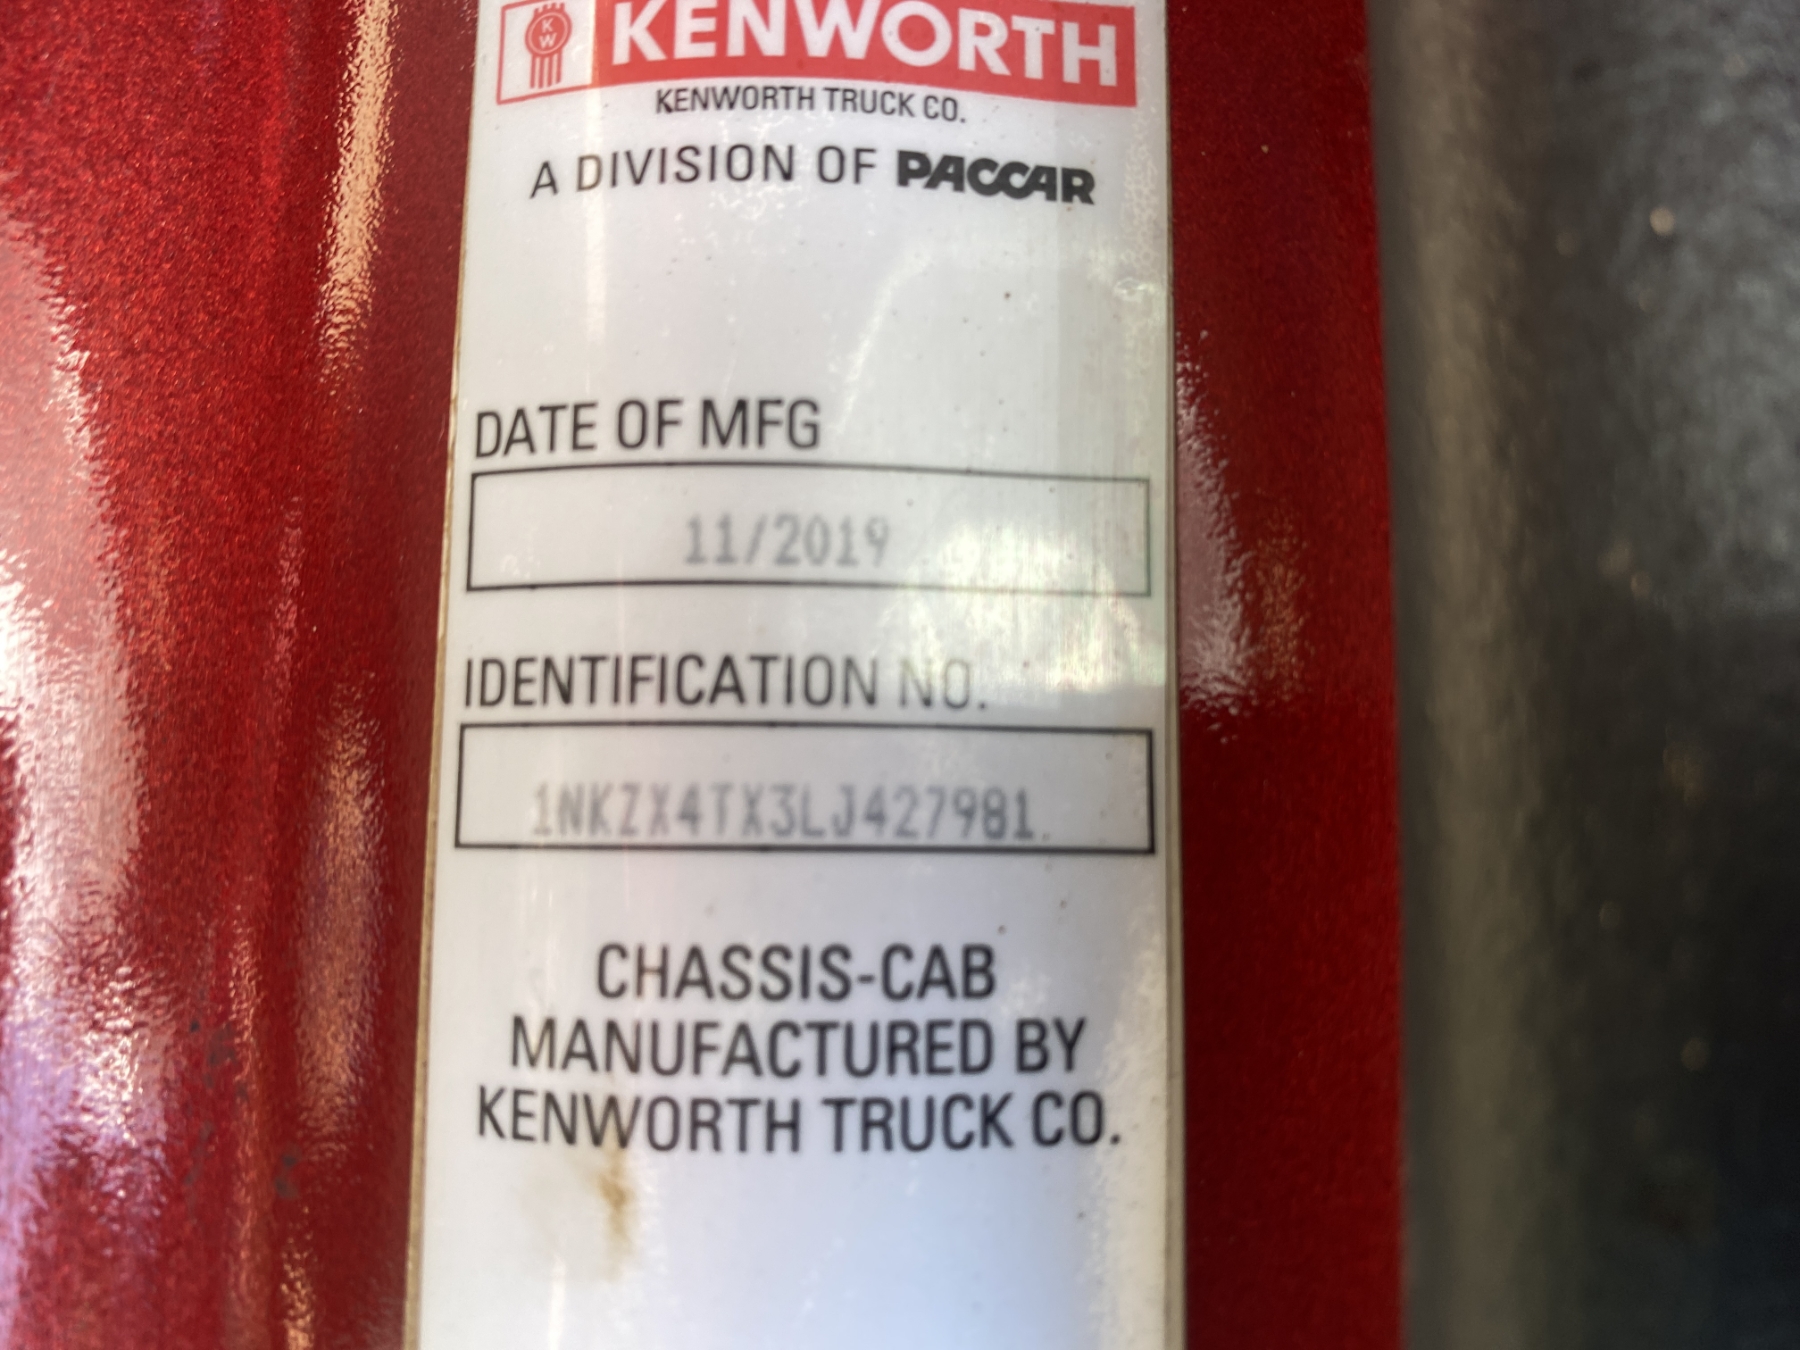 KW
KENWORTH
KENWORTH TRUCK CO.
A DIVISION OF PACCAR
DATE OF MFG
11/2019
IDENTIFICATION NO.
1NKZX4TX3LJ427981
CHASSIS-CAB
MANUFACTURED BY
KENWORTH TRUCK CO.